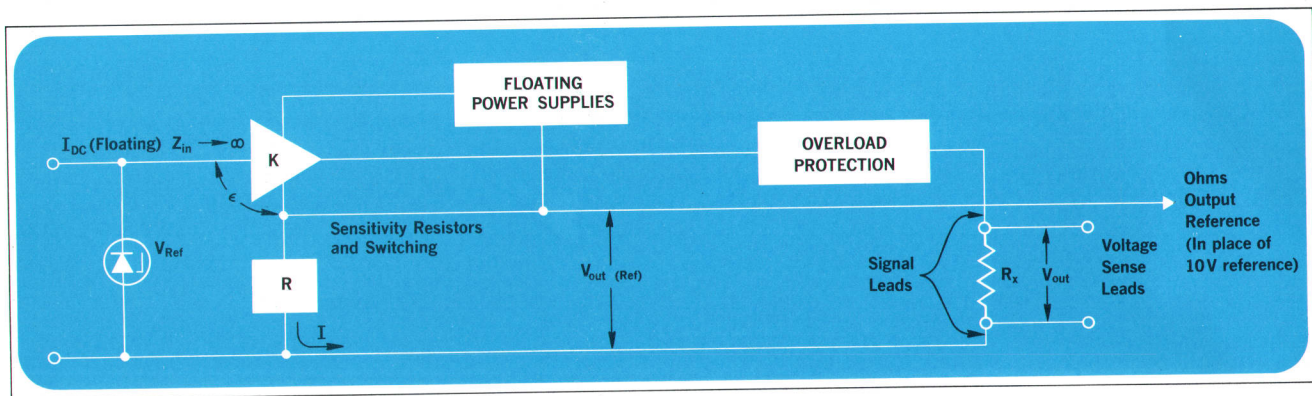 FLOATING
POWER SUPPLIES
I_DC (Floating) Z_in → ∞
K
OVERLOAD
PROTECTION
ϵ
Sensitivity Resistors
and Switching
V_Ref
R
I
V_out (Ref)
Signal
Leads
R_x
V_out
Voltage
Sense
Leads
Ohms
Output
Reference
(In place of
10V reference)